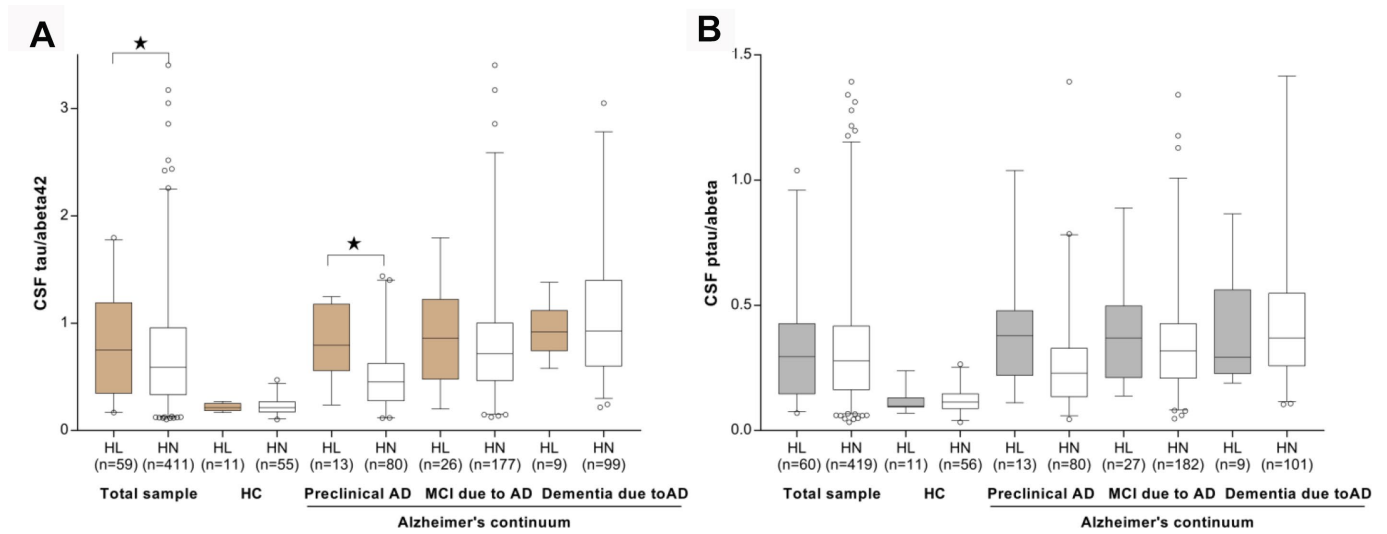 A
CSF tau/abeta42
3
2
1
0
HL HN HL HN HL HN HL HN HL HN
(n=59) (n=411) (n=11) (n=55) (n=13) (n=80) (n=26) (n=177) (n=9) (n=99)
Total sample HC Preclinical AD MCI due to AD Dementia due toAD
Alzheimer's continuum
B
CSF ptau/abeta
1.5
1.0
0.5
0.0
HL HN HL HN HL HN HL HN HL HN
(n=60) (n=419) (n=11) (n=56) (n=13) (n=80) (n=27) (n=182) (n=9) (n=101)
Total sample HC Preclinical AD MCI due to AD Dementia due toAD
Alzheimer's continuum